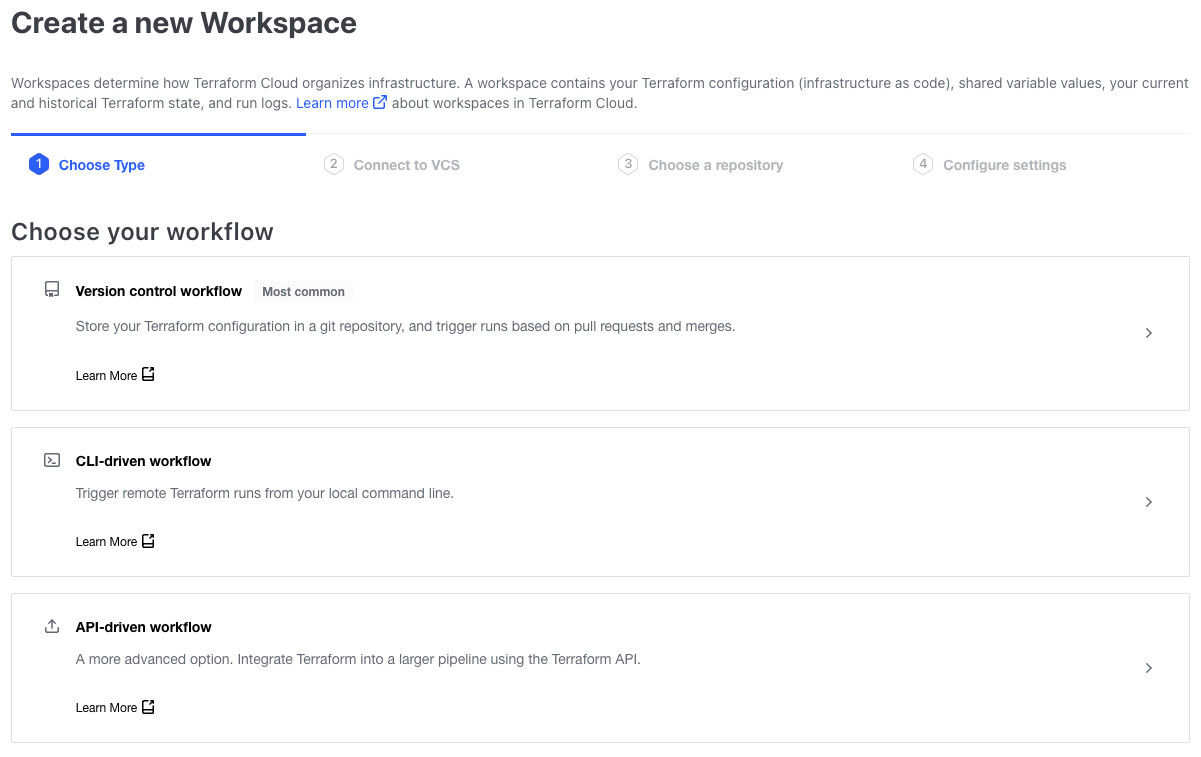 Create a new Workspace
Workspaces determine how Terraform Cloud organizes infrastructure. A workspace contains your Terraform configuration (infrastructure as code), shared variable values, your current
and historical Terraform state, and run logs. Learn more about workspaces in Terraform Cloud.
1 Choose Type 2 Connect to VCS 3 Choose a repository 4 Configure settings
Choose your workflow
Version control workflow Most common
Store your Terraform configuration in a git repository, and trigger runs based on pull requests and merges.
Learn More
CLI-driven workflow
Trigger remote Terraform runs from your local command line.
Learn More
API-driven workflow
A more advanced option. Integrate Terraform into a larger pipeline using the Terraform API.
Learn More